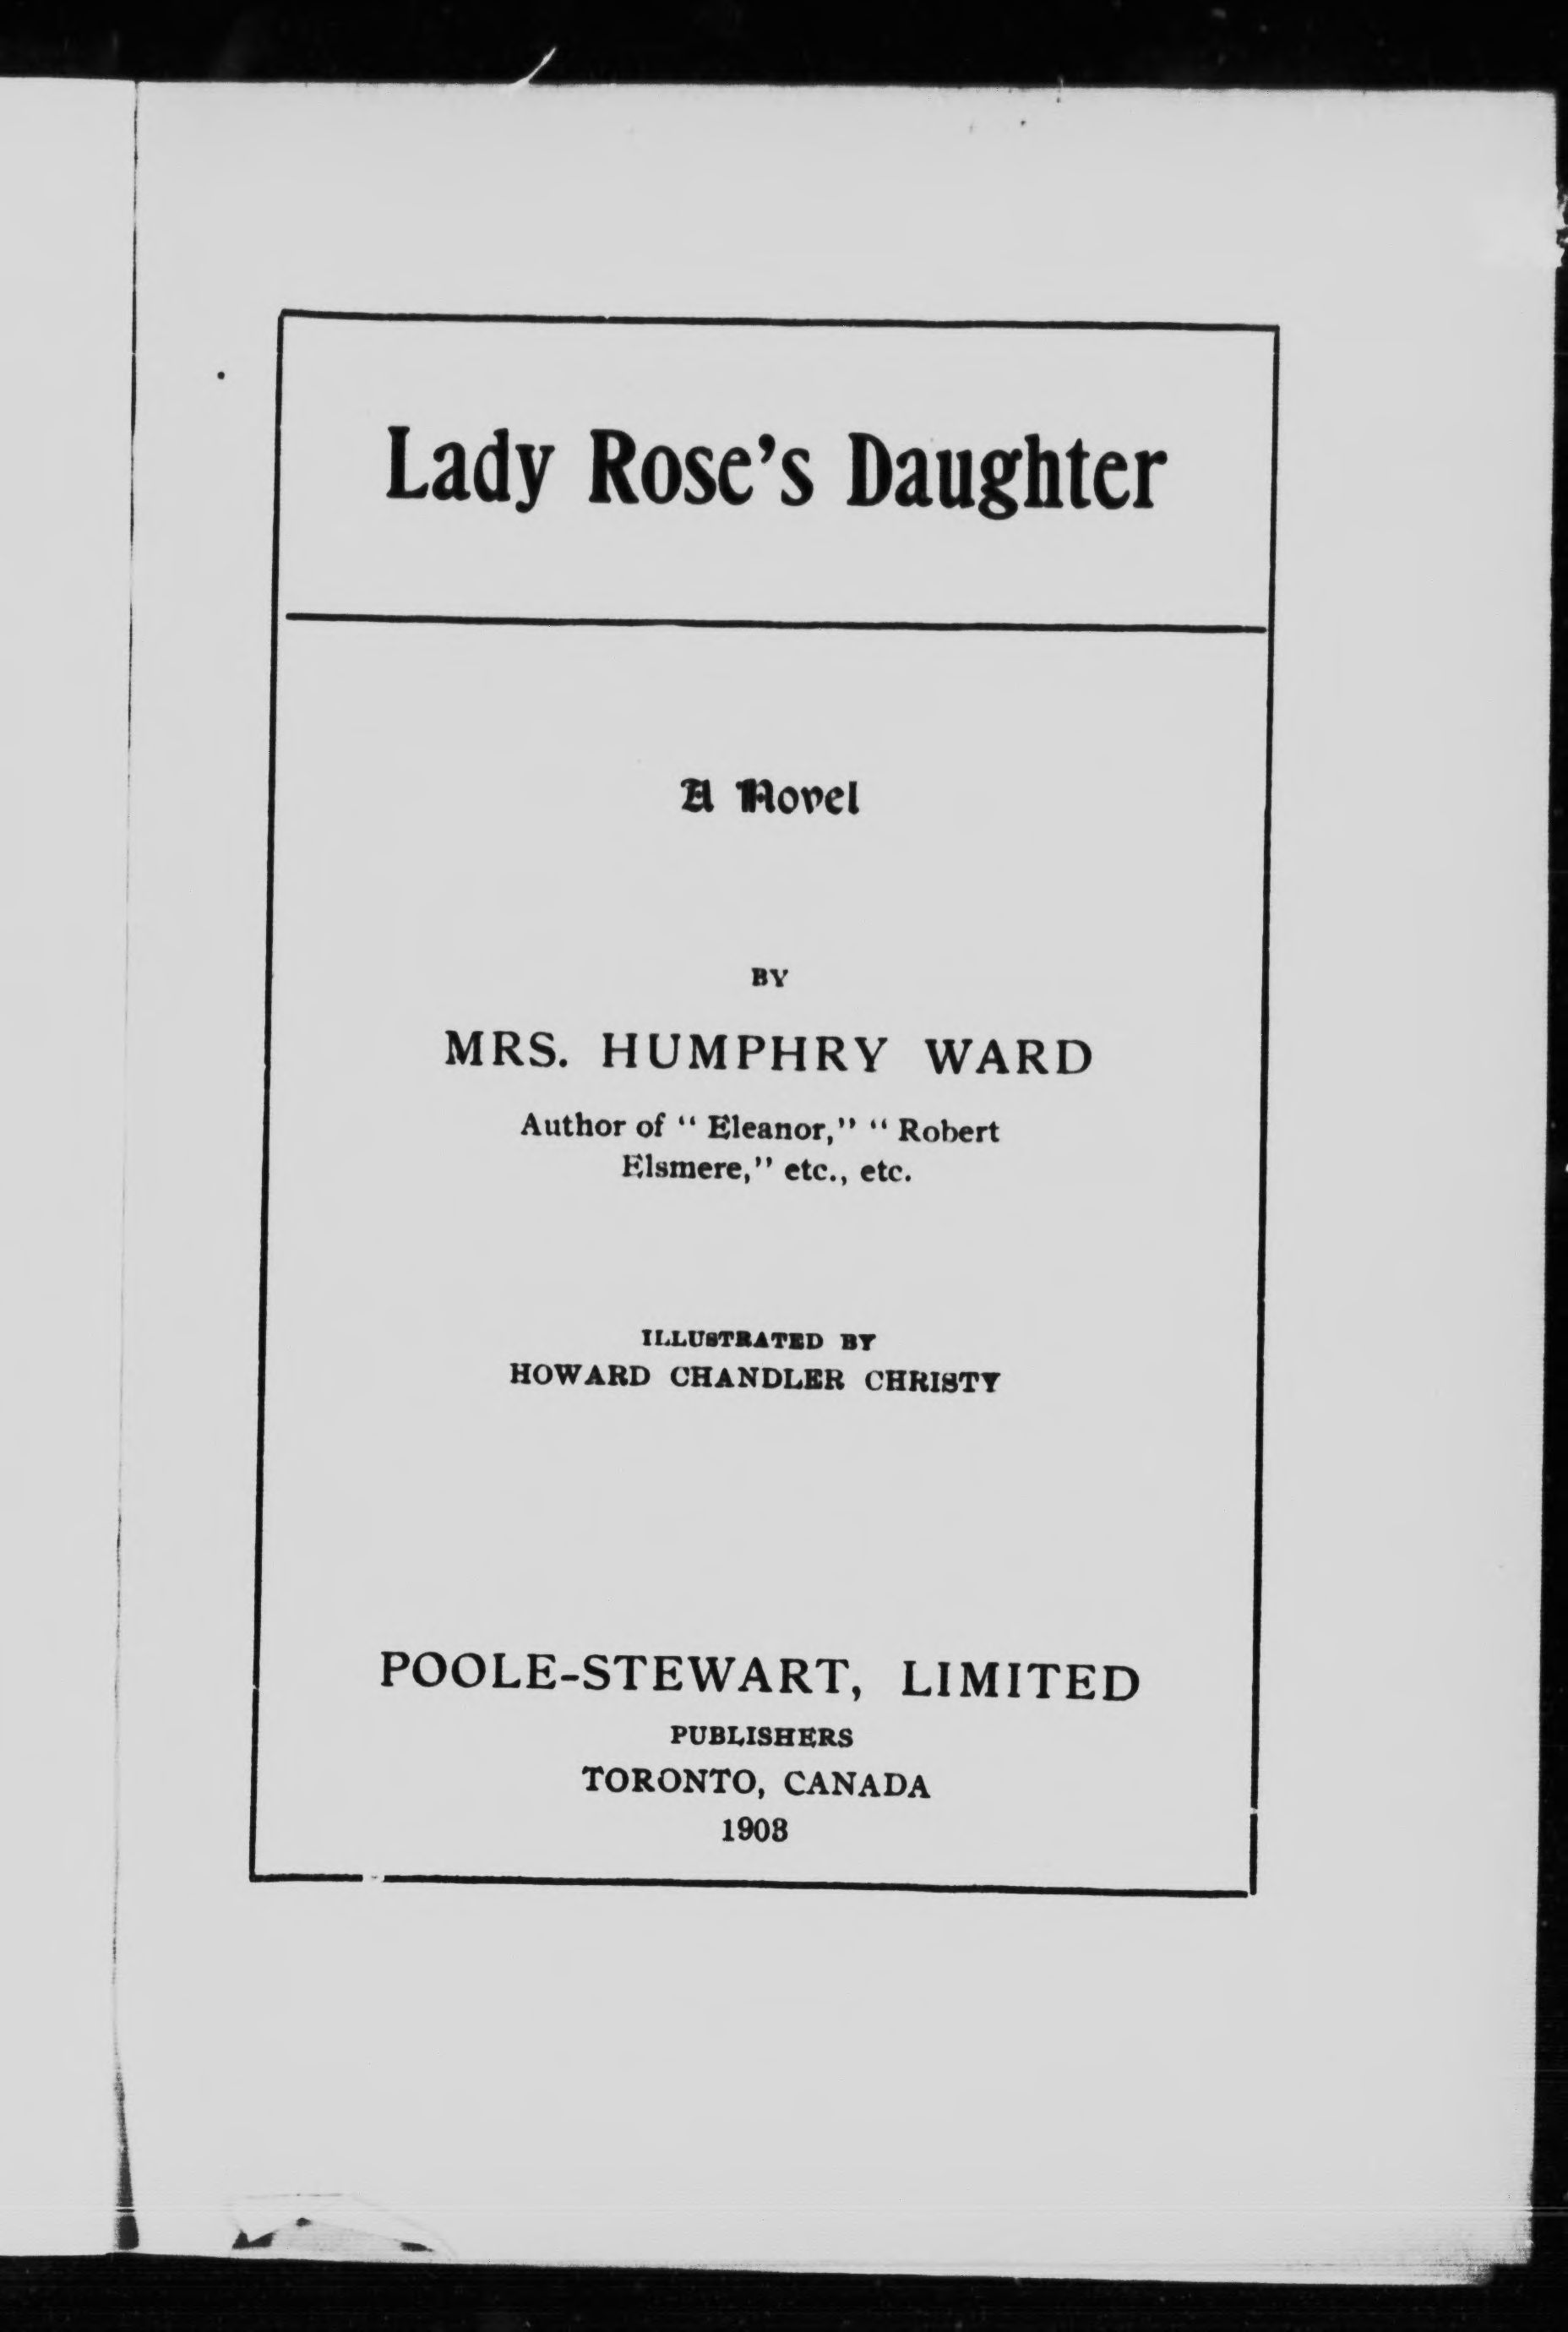 Lady Rose's Daughter
A Novel
BY
MRS. HUMPHRY WARD
Author of " Eleanor," " Robert
Elsmere," etc., etc.
ILLUSTRATED BY
HOWARD CHANDLER CHRISTY
POOLE-STEWART, LIMITED
PUBLISHERS
TORONTO, CANADA
1903